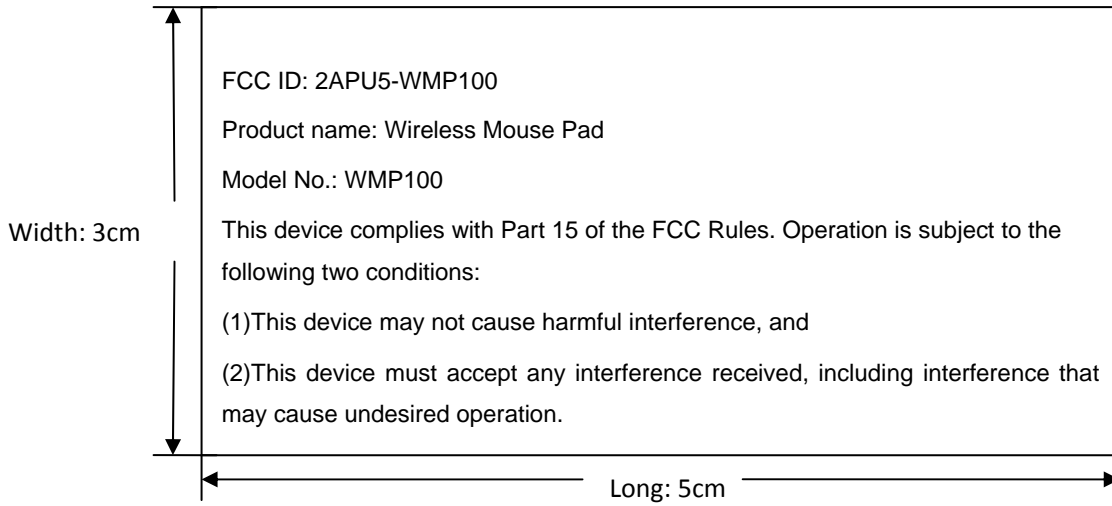 FCC ID: 2APU5-WMP100
Product name: Wireless Mouse Pad
Model No.: WMP100
Width: 3cm
This device complies with Part 15 of the FCC Rules. Operation is subject to the
following two conditions:
(1)This device may not cause harmful interference, and
(2)This device must accept any interference received, including interference that
may cause undesired operation.
Long: 5cm